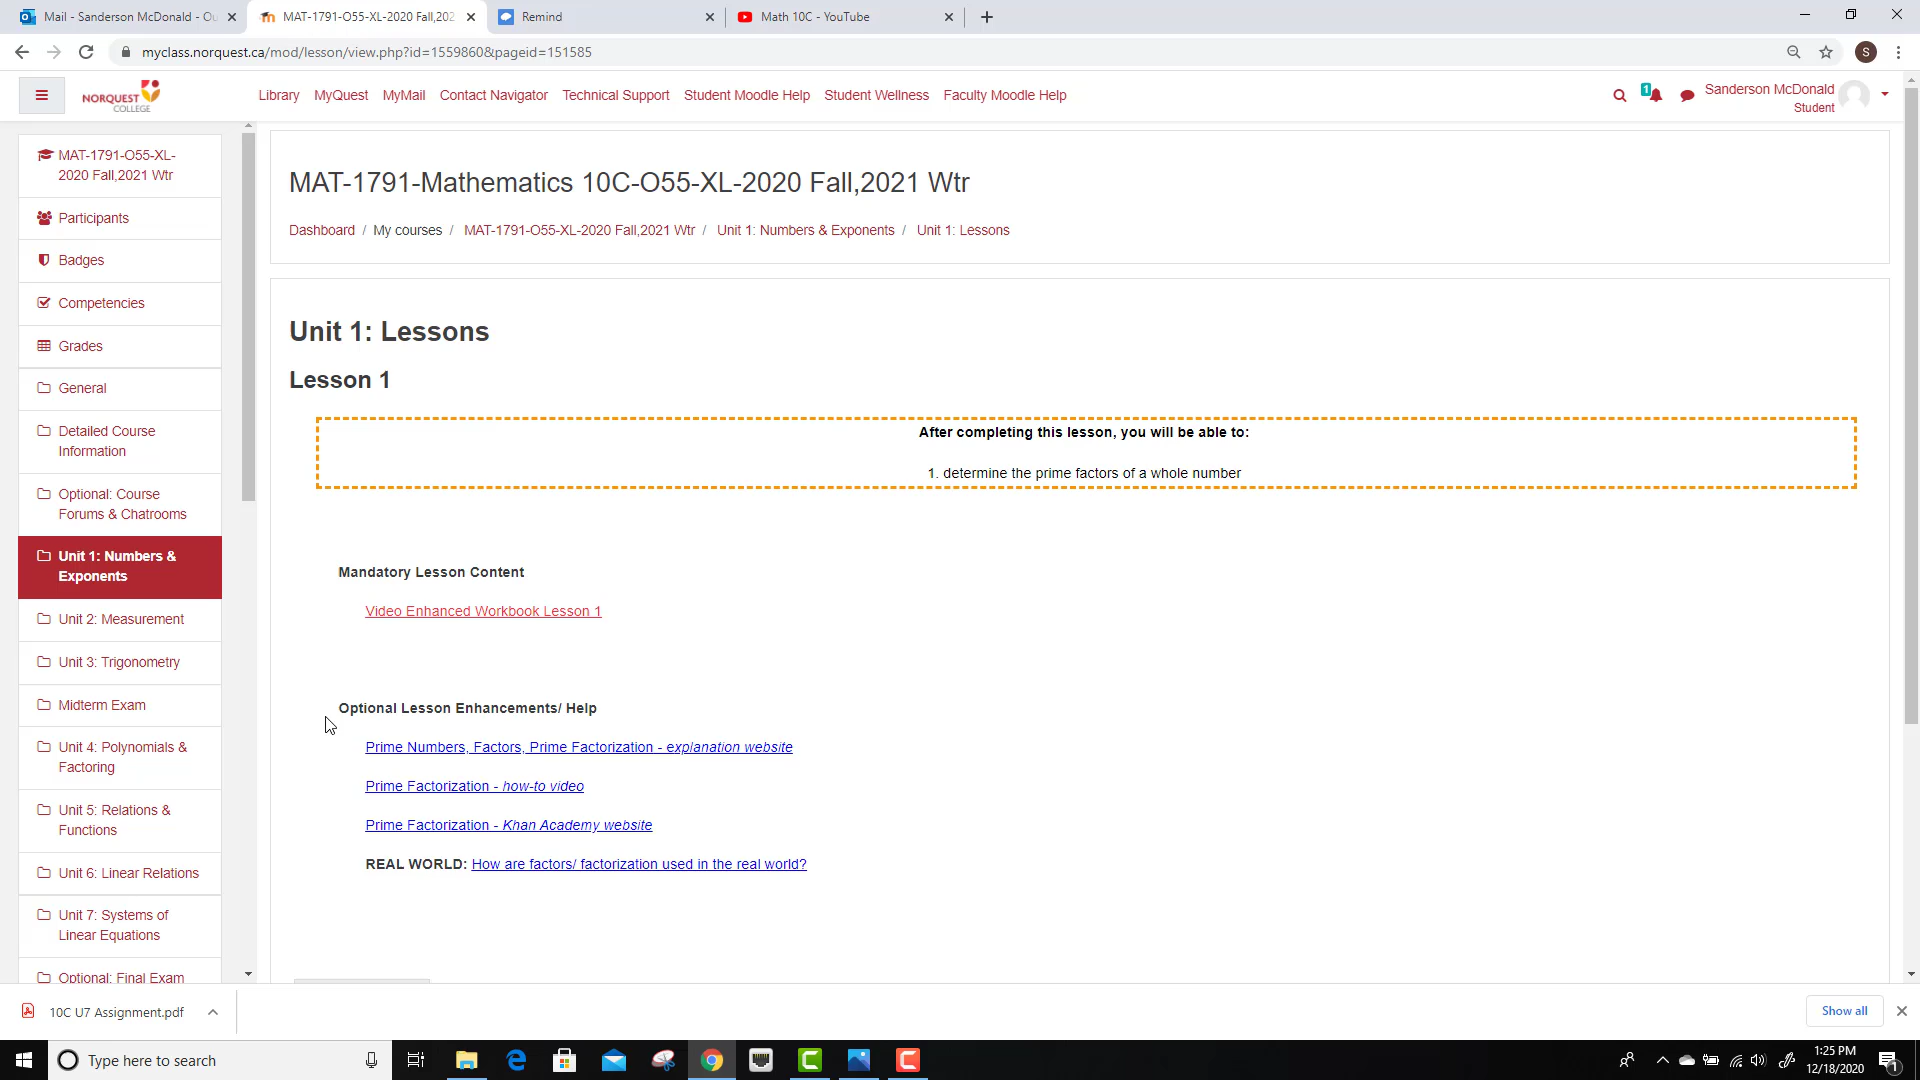 Mail - Sanderson McDonald - Ou
MAT-1791-O55-XL-2020 Fall,202
Remind
Math 10C - YouTube
myclass.norquest.ca/mod/lesson/view.php?id=1559860&pageid=151585
S
NORQUEST
COLLEGE
Library MyQuest MyMail Contact Navigator Technical Support Student Moodle Help Student Wellness Faculty Moodle Help
1
Sanderson McDonald
Student
MAT-1791-O55-XL-
2020 Fall,2021 Wtr
Participants
Badges
Competencies
Grades
General
Detailed Course
Information
Optional: Course
Forums & Chatrooms
Unit 1: Numbers &
Exponents
Unit 2: Measurement
Unit 3: Trigonometry
Midterm Exam
Unit 4: Polynomials &
Factoring
Unit 5: Relations &
Functions
Unit 6: Linear Relations
Unit 7: Systems of
Linear Equations
Optional: Final Exam
MAT-1791-Mathematics 10C-O55-XL-2020 Fall,2021 Wtr
Dashboard / My courses / MAT-1791-O55-XL-2020 Fall,2021 Wtr / Unit 1: Numbers & Exponents / Unit 1: Lessons
Unit 1: Lessons
Lesson 1
After completing this lesson, you will be able to:
1. determine the prime factors of a whole number
Mandatory Lesson Content
Video Enhanced Workbook Lesson 1
Optional Lesson Enhancements/ Help
Prime Numbers, Factors, Prime Factorization - explanation website
Prime Factorization - how-to video
Prime Factorization - Khan Academy website
REAL WORLD: How are factors/ factorization used in the real world?
10C U7 Assignment.pdf
Show all
Type here to search
1:25 PM
12/18/2020
1